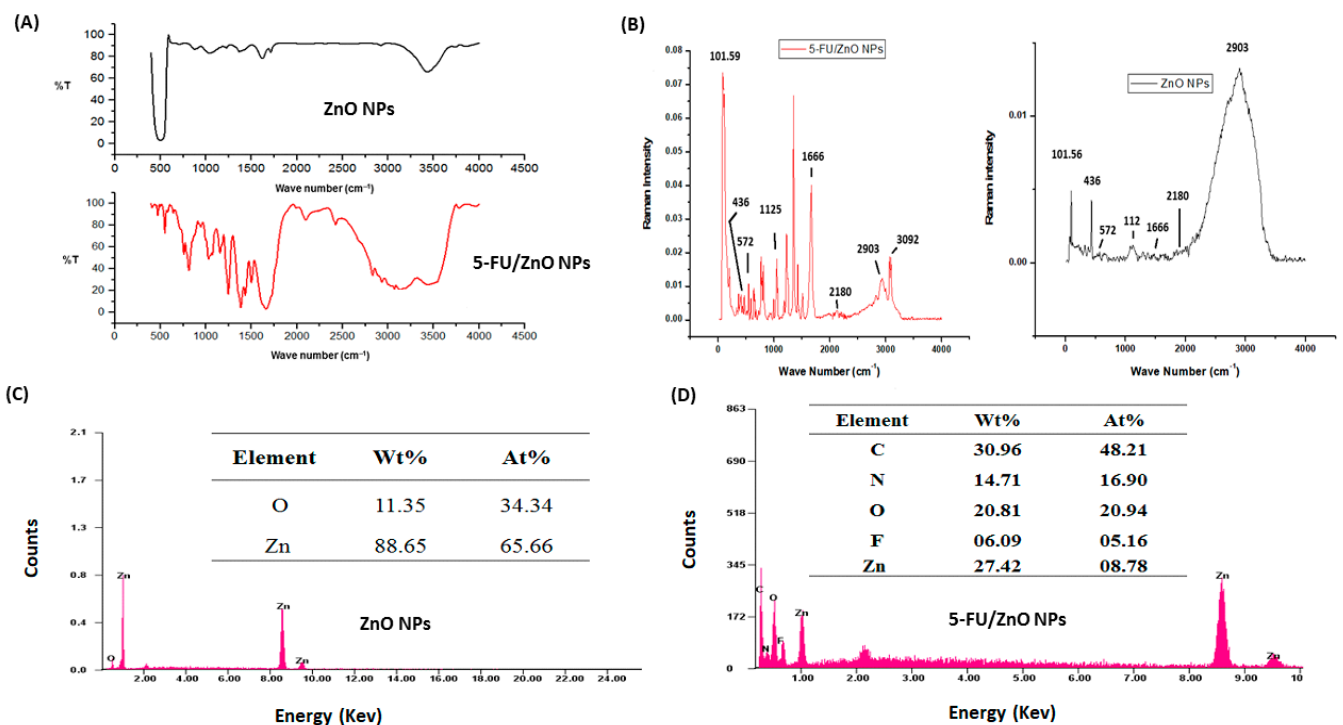 (A)
120
100
80
%T
60
40
20
0
ZnO NPs
0 500 1000 1500 2000 2500 3000 3500 4000 4500
Wave number (cm⁻¹)
100
80
60
%T
40
20
0
5-FU/ZnO NPs
0 500 1000 1500 2000 2500 3000 3500 4000 4500
Wave number (cm⁻¹)
(B)
5-FU/ZnO NPs
0.08
0.07
0.06
0.05
0.04
0.03
0.02
0.01
0.00
Raman Intensity
101.59
436
572
1125
1666
2180
2903
3092
0 1000 2000 3000 4000
Wave Number (cm⁻¹)
ZnO NPs
0.01
0.00
Raman intensity
101.56
436
572
112
1666
2180
2903
0 1000 2000 3000 4000
Wave Number (cm⁻¹)
(C)
2.1
1.7
1.3
0.8
0.4
0
Counts
Element Wt% At%
O 11.35 34.34
Zn 88.65 65.66
O
Zn
Zn
Zn
ZnO NPs
2.00 4.00 6.00 8.00 10.00 12.00 14.00 16.00 18.00 20.00 22.00 24.00
Energy (Kev)
(D)
863
690
518
345
172
0
Counts
Element Wt% At%
C 30.96 48.21
N 14.71 16.90
O 20.81 20.94
F 06.09 05.16
Zn 27.42 08.78
C
N
O
F
Zn
Zn
Zn
5-FU/ZnO NPs
1.00 2.00 3.00 4.00 5.00 6.00 7.00 8.00 9.00 10
Energy (Kev)